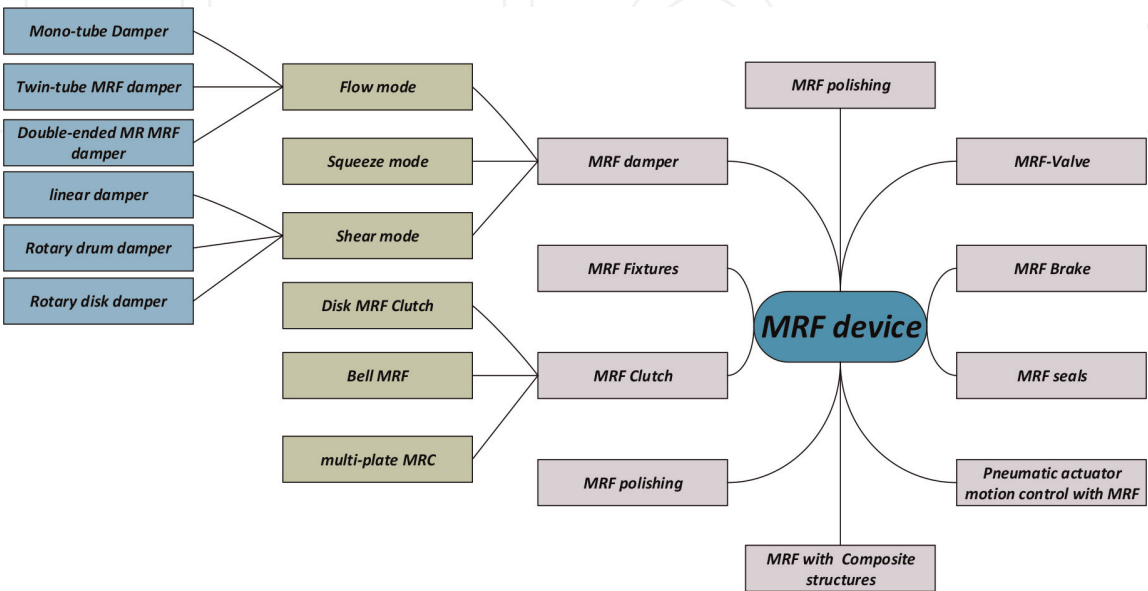 Mono-tube Damper
Twin-tube MRF damper
Double-ended MR MRF
damper
linear damper
Rotary drum damper
Rotary disk damper
Flow mode
Squeeze mode
Shear mode
Disk MRF Clutch
Bell MRF
multi-plate MRC
MRF damper
MRF Fixtures
MRF Clutch
MRF polishing
MRF polishing
MRF device
MRF with Composite
structures
MRF-Valve
MRF Brake
MRF seals
Pneumatic actuator
motion control with MRF